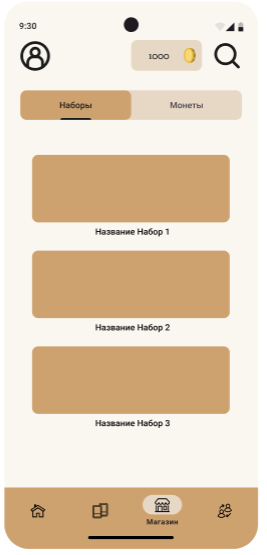 9:30
1000
Наборы
Монеты
Название Набор 1
Название Набор 2
Название Набор 3
Магазин